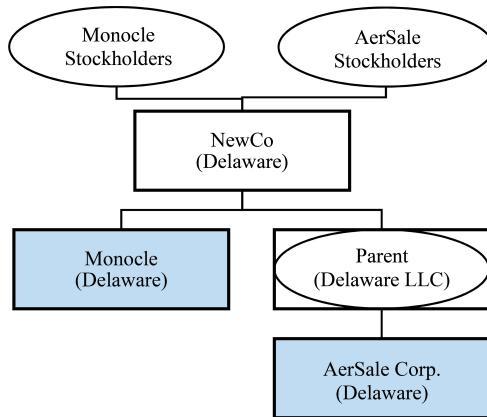 Monocle
Stockholders
AerSale
Stockholders
NewCo
(Delaware)
Monocle
(Delaware)
Parent
(Delaware LLC)
AerSale Corp.
(Delaware)